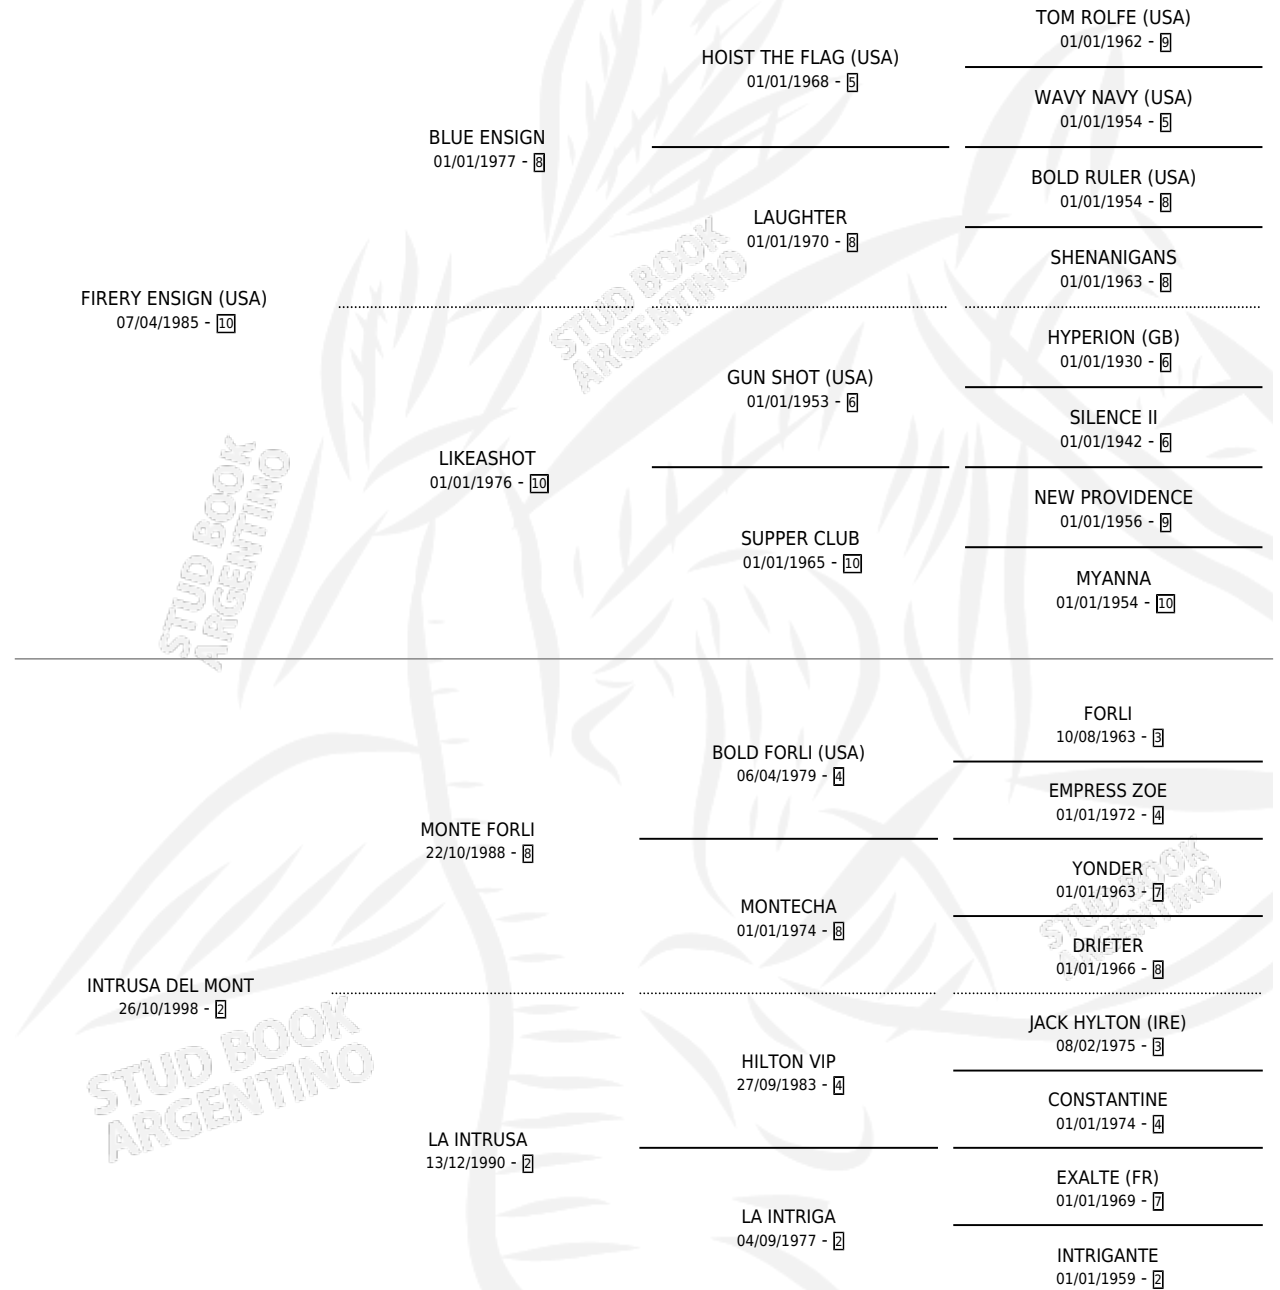 TOM ROLFE (USA)
01/01/1962 - 9
HOIST THE FLAG (USA)
01/01/1968 - 5
WAVY NAVY (USA)
01/01/1954 - 5
BLUE ENSIGN
01/01/1977 - 8
BOLD RULER (USA)
01/01/1954 - 8
LAUGHTER
01/01/1970 - 8
SHENANIGANS
01/01/1963 - 8
FIRERY ENSIGN (USA)
07/04/1985 - 10
HYPERION (GB)
01/01/1930 - 6
GUN SHOT (USA)
01/01/1953 - 6
SILENCE II
01/01/1942 - 6
LIKEASHOT
01/01/1976 - 10
NEW PROVIDENCE
01/01/1956 - 9
SUPPER CLUB
01/01/1965 - 10
MYANNA
01/01/1954 - 10
FORLI
10/08/1963 - 3
BOLD FORLI (USA)
06/04/1979 - 4
EMPRESS ZOE
01/01/1972 - 4
MONTE FORLI
22/10/1988 - 8
YONDER
01/01/1963 - 7
MONTECHA
01/01/1974 - 8
DRIFTER
01/01/1966 - 8
INTRUSA DEL MONT
26/10/1998 - 2
JACK HYLTON (IRE)
08/02/1975 - 3
HILTON VIP
27/09/1983 - 4
CONSTANTINE
01/01/1974 - 4
LA INTRUSA
13/12/1990 - 2
EXALTE (FR)
01/01/1969 - 7
LA INTRIGA
04/09/1977 - 2
INTRIGANTE
01/01/1959 - 2
STUD BOOK
ARGENTINO
STUD BOOK
ARGENTINO
STUD BOOK
ARGENTINO
STUD BOOK
ARGENTINO